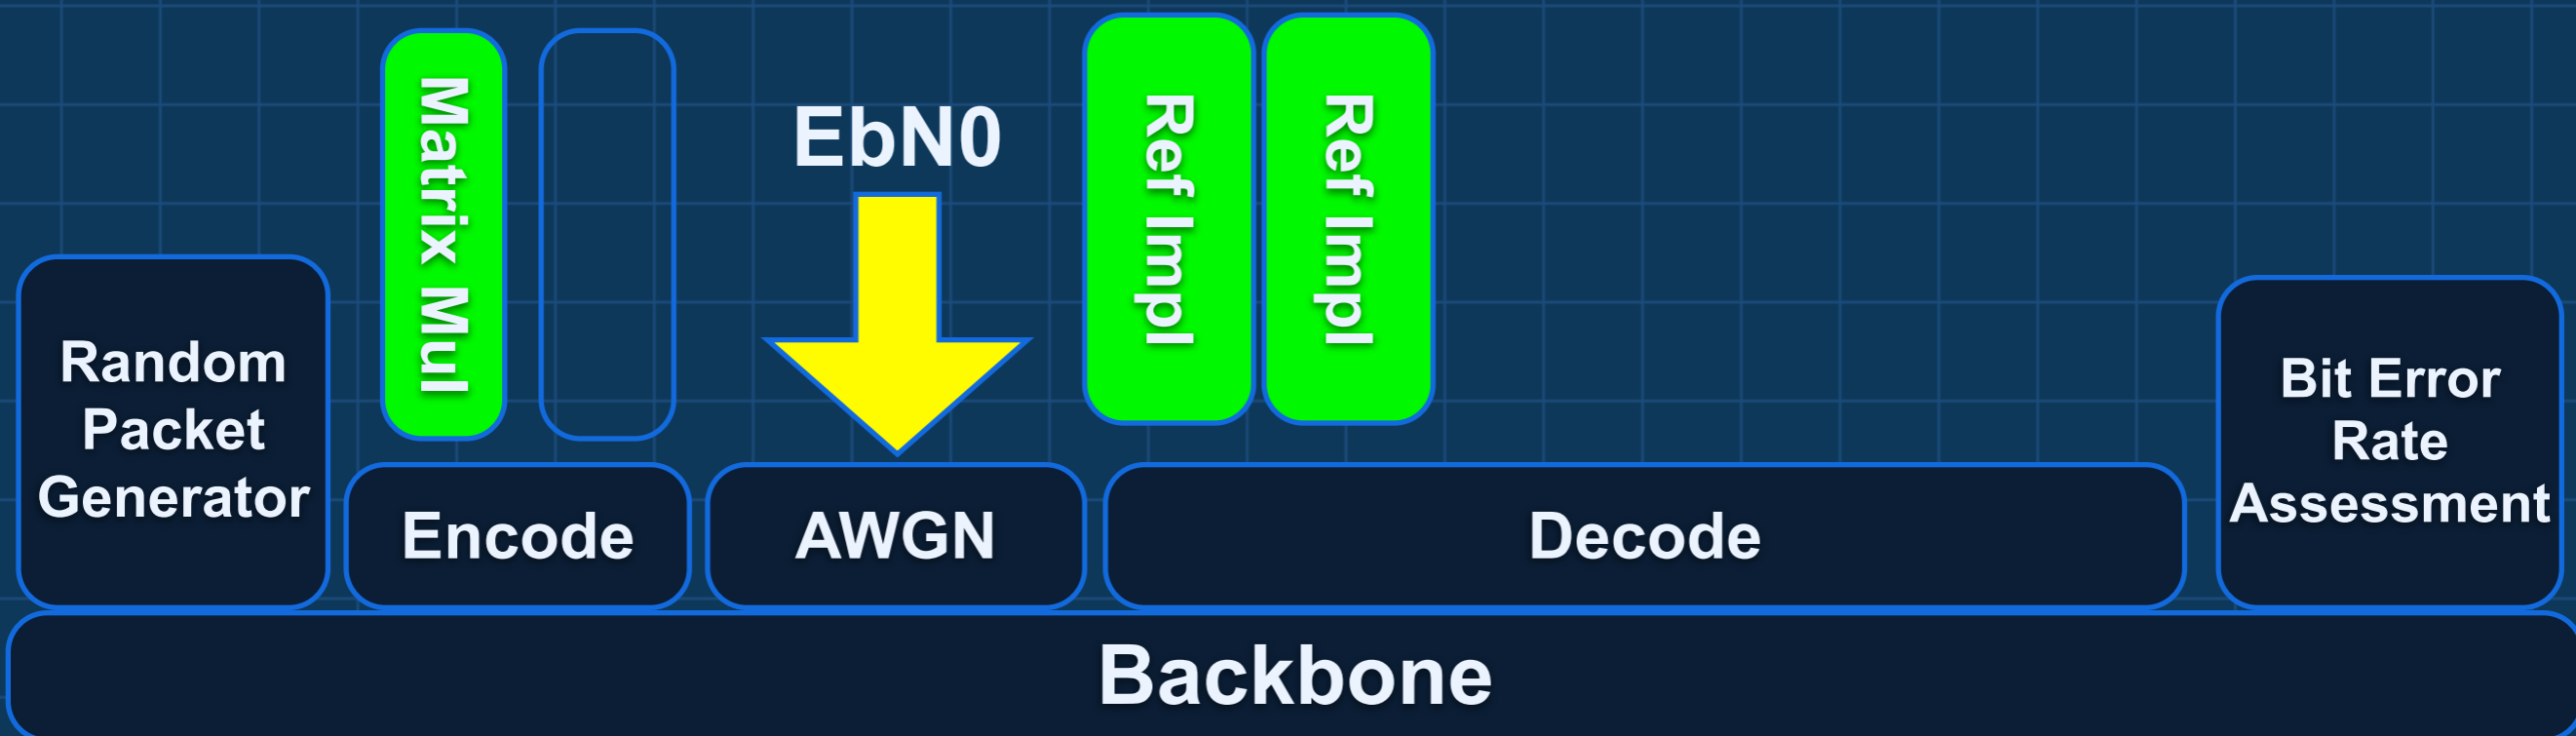 Matrix Mul
EbN0
Ref Impl
Ref Impl
Random
Packet
Generator
Encode
AWGN
Decode
Bit Error
Rate
Assessment
Backbone